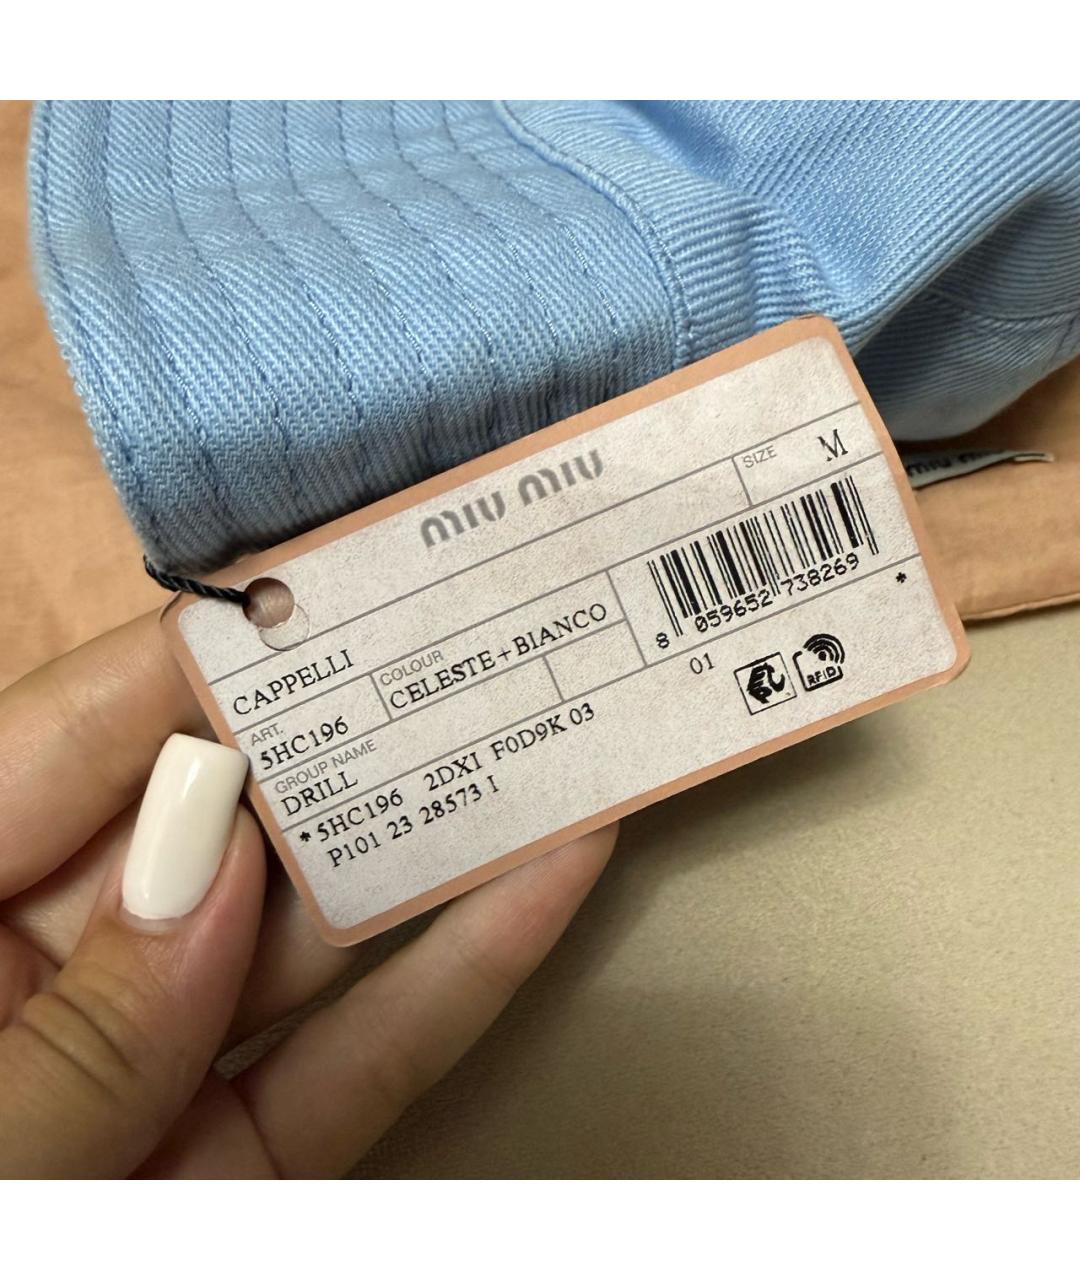 MIU MIU
SIZE M
CAPPELLI
COLOUR
CELESTE+BIANCO
ART.
5HC196
GROUP NAME
DRILL
8 059652 738269
*
01
RFID
* 5HC196 2DXI F0D9K 03
P101 23 28573 I
MIU MIU